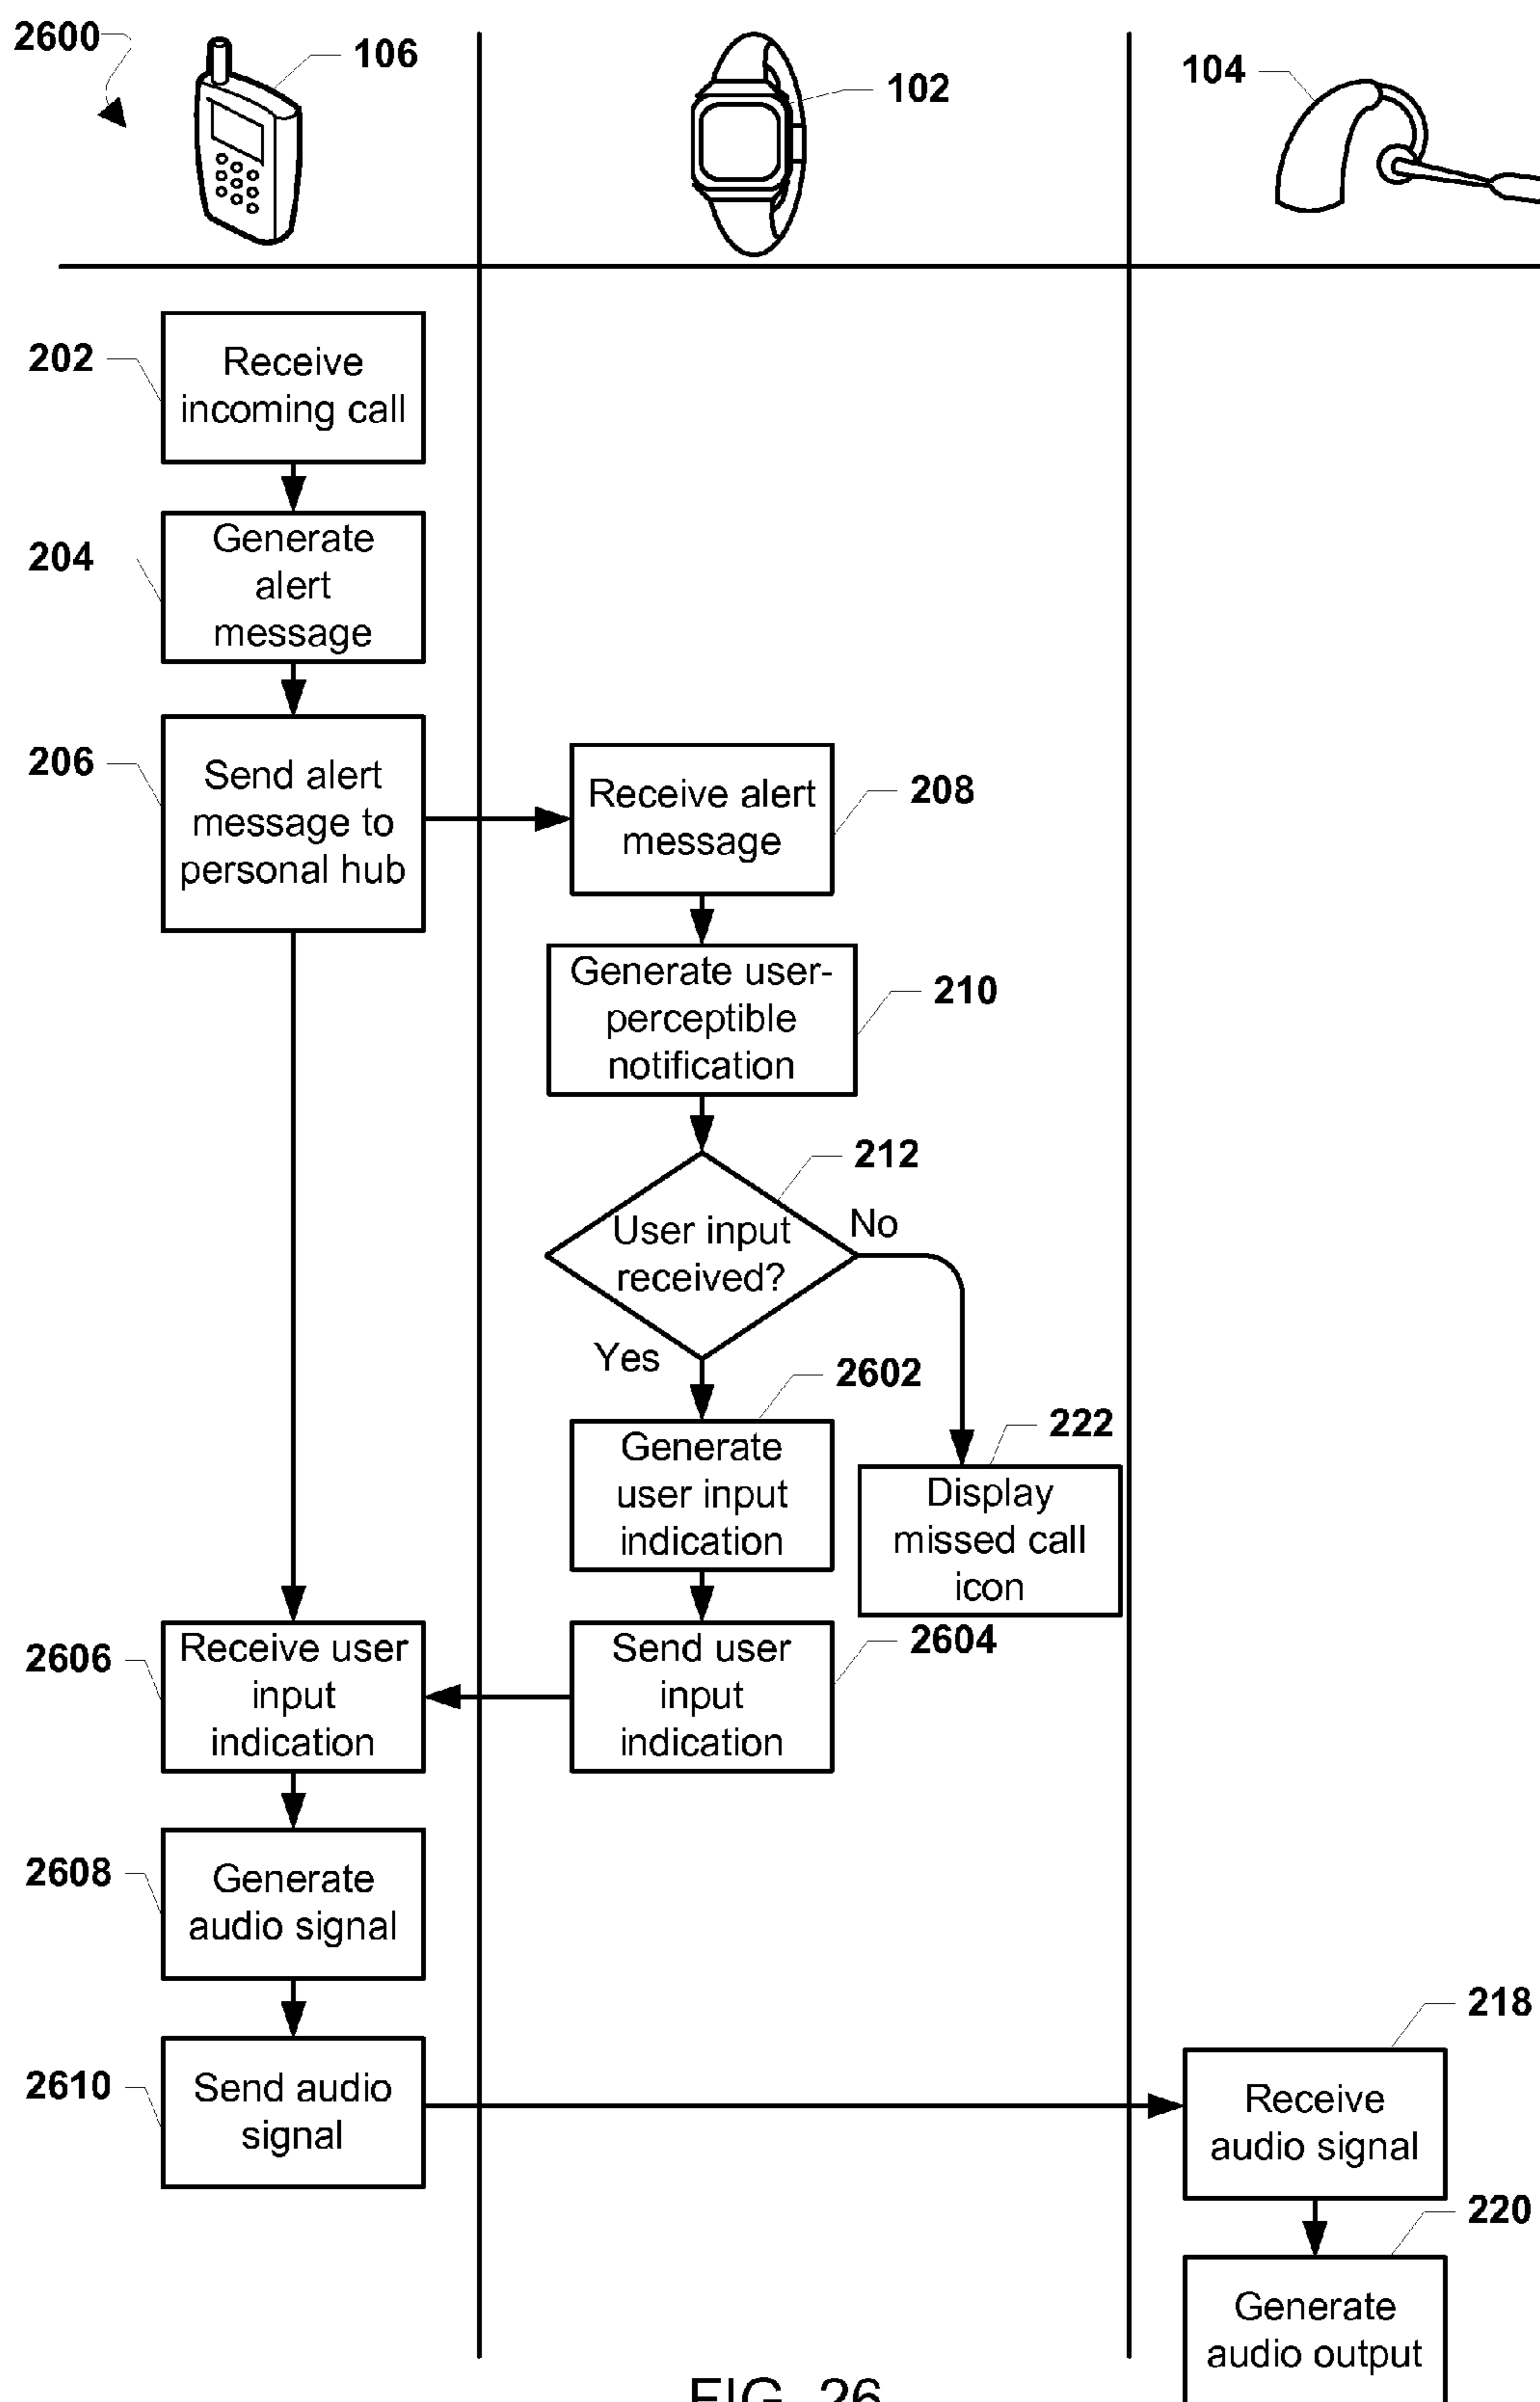 2600
106
102
104
202
Receive
incoming call
204
Generate
alert
message
206
Send alert
message to
personal hub
Receive alert
message
208
Generate user-
perceptible
notification
210
212
User input
received?
No
Yes
2602
Generate
user input
indication
222
Display
missed call
icon
2606
Receive user
input
indication
Send user
input
indication
2604
2608
Generate
audio signal
2610
Send audio
signal
218
Receive
audio signal
220
Generate
audio output
FIG. 26